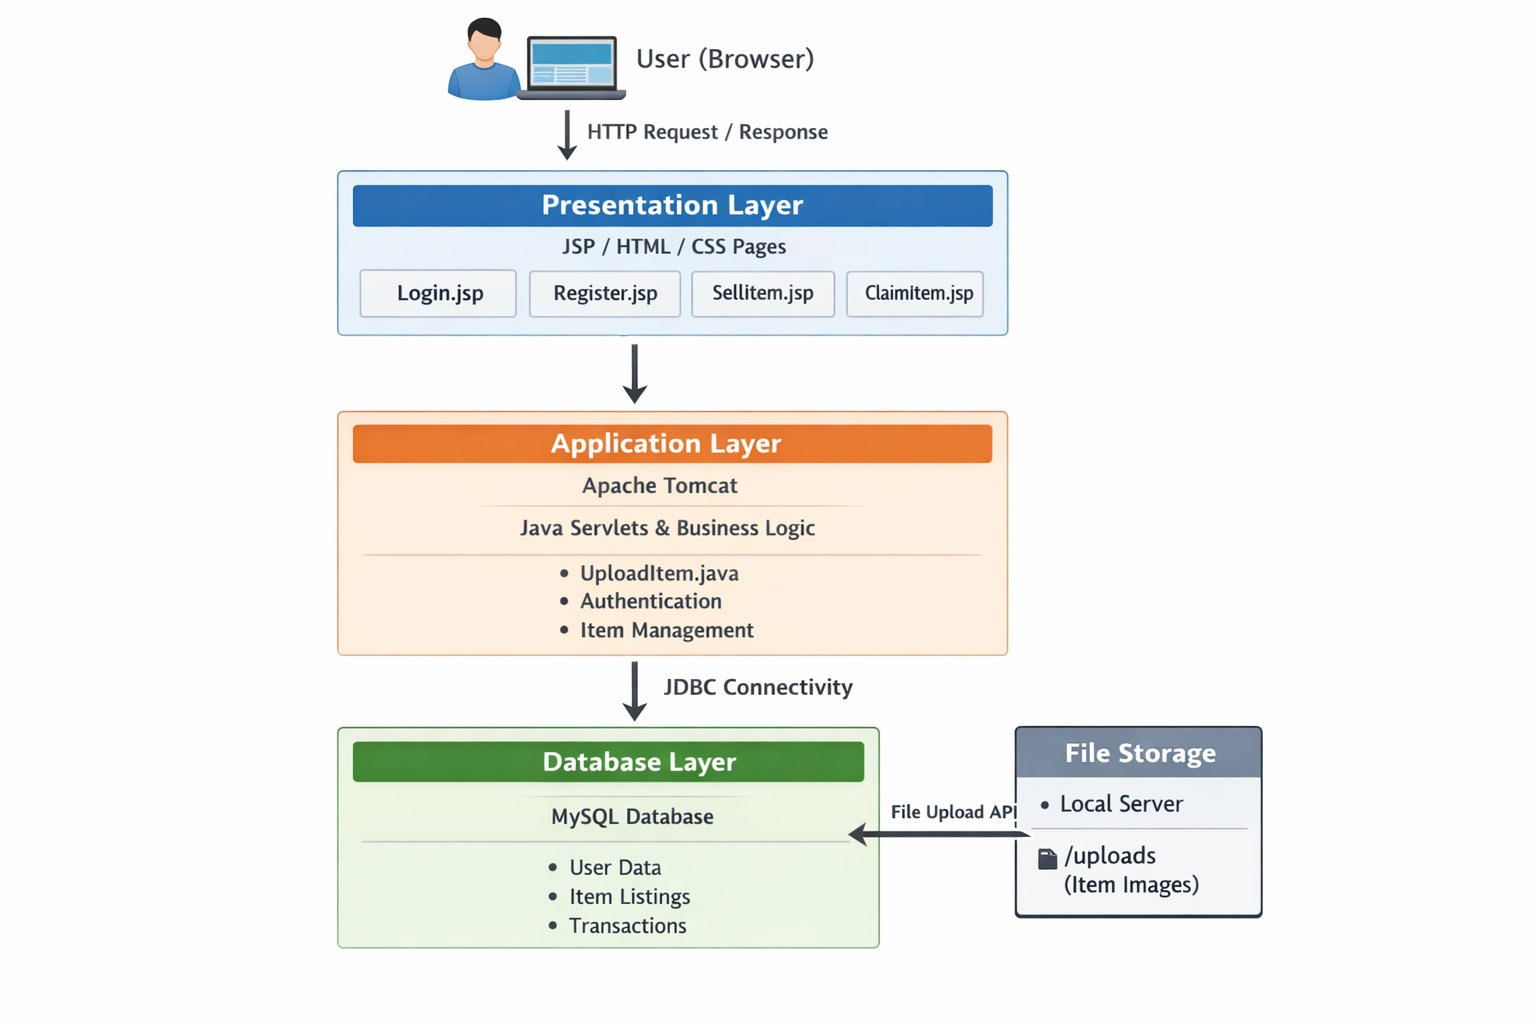 User (Browser)
HTTP Request / Response
Presentation Layer
JSP / HTML / CSS Pages
Login.jsp
Register.jsp
SellItem.jsp
ClaimItem.jsp
Application Layer
Apache Tomcat
Java Servlets & Business Logic
• UploadItem.java
• Authentication
• Item Management
JDBC Connectivity
Database Layer
MySQL Database
• User Data
• Item Listings
• Transactions
File Upload API
File Storage
• Local Server
/uploads
(Item Images)